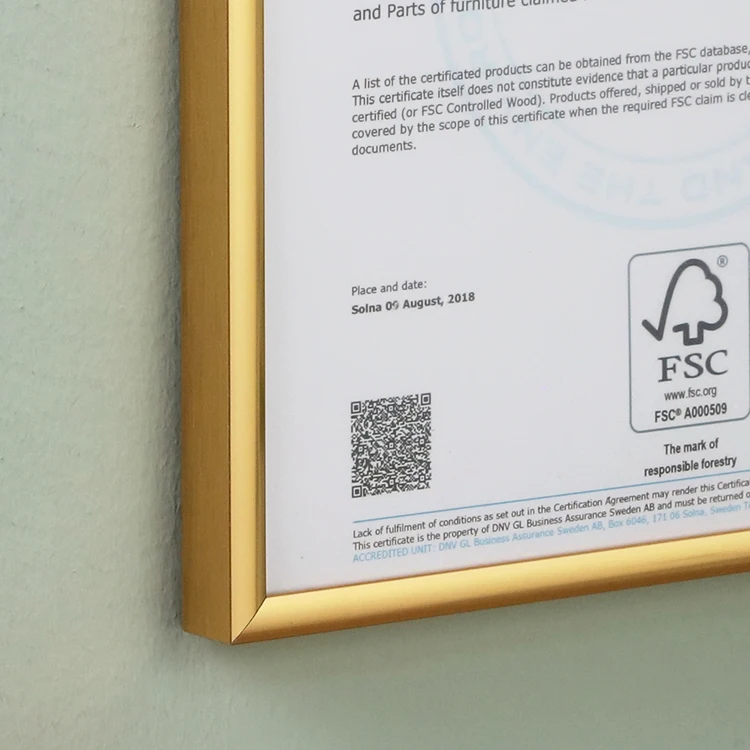 and Parts of furniture claimed
A list of the certificated products can be obtained from the FSC database,
This certificate itself does not constitute evidence that a particular produc
certified (or FSC Controlled Wood). Products offered, shipped or sold by t
covered by the scope of this certificate when the required FSC claim is cle
documents.
Place and date:
Solna 09 August, 2018
®
FSC
www.fsc.org
FSC® A000509
The mark of
responsible forestry
Lack of fulfilment of conditions as set out in the Certification Agreement may render this Certifica
This certificate is the property of DNV GL Business Assurance Sweden AB and must be returned o
ACCREDITED UNIT: DNV GL Business Assurance Sweden AB, Box 6046, 171 06 Solna, Sweden T